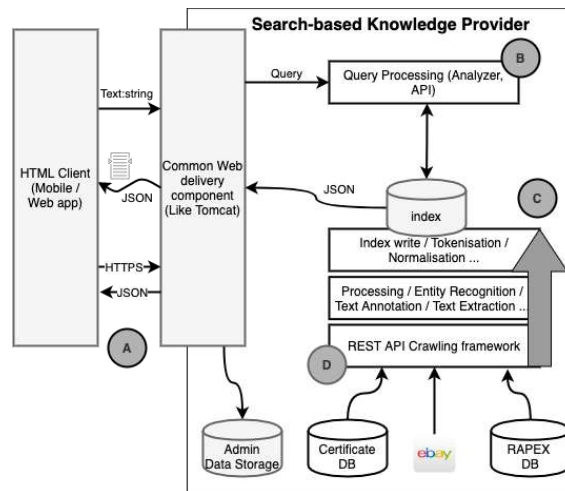 Search-based Knowledge Provider
B
Query
Query Processing (Analyzer,
API)
Text:string
HTML Client
(Mobile /
Web app)
Common Web
delivery
component
(Like Tomcat)
JSON
JSON
index
C
Index write / Tokenisation /
Normalisation ...
HTTPS
JSON
Processing / Entity Recognition /
Text Annotation / Text Extraction ...
A
D
REST API Crawling framework
Admin
Data Storage
Certificate
DB
ebay
RAPEX
DB